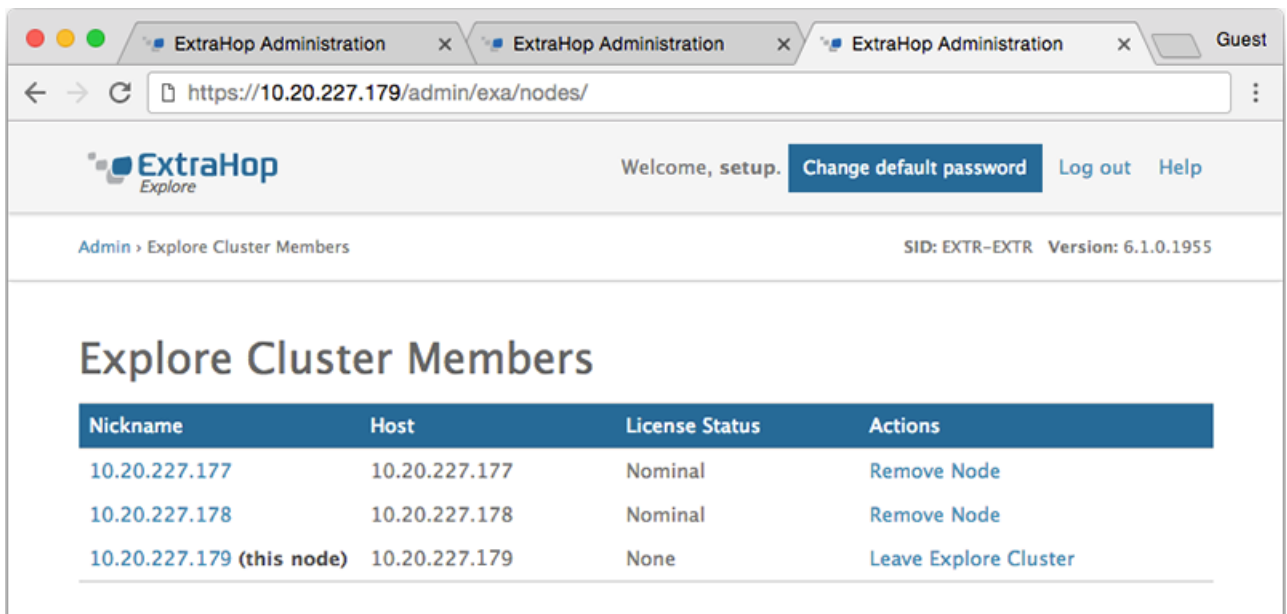 ExtraHop Administration ExtraHop Administration ExtraHop Administration Guest
https://10.20.227.179/admin/exa/nodes/
ExtraHop Explore Welcome, setup. Change default password Log out Help
Admin › Explore Cluster Members SID: EXTR-EXTR Version: 6.1.0.1955
Explore Cluster Members
Nickname Host License Status Actions
10.20.227.177 10.20.227.177 Nominal Remove Node
10.20.227.178 10.20.227.178 Nominal Remove Node
10.20.227.179 (this node) 10.20.227.179 None Leave Explore Cluster